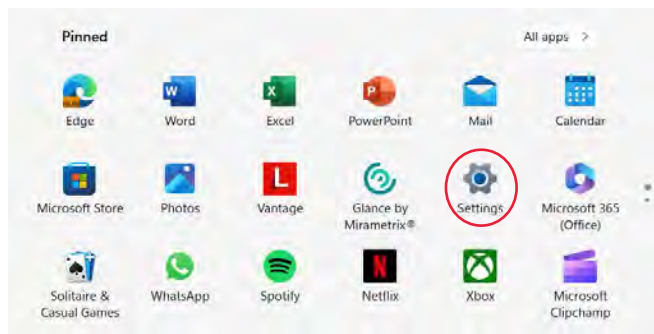 Pinned
All apps >
Edge
Word
Excel
PowerPoint
Mail
Calendar
Microsoft Store
Photos
Vantage
Glance by
Mirametrix®
Settings
Microsoft 365
(Office)
Solitaire &
Casual Games
WhatsApp
Spotify
Netflix
Xbox
Microsoft
Clipchamp